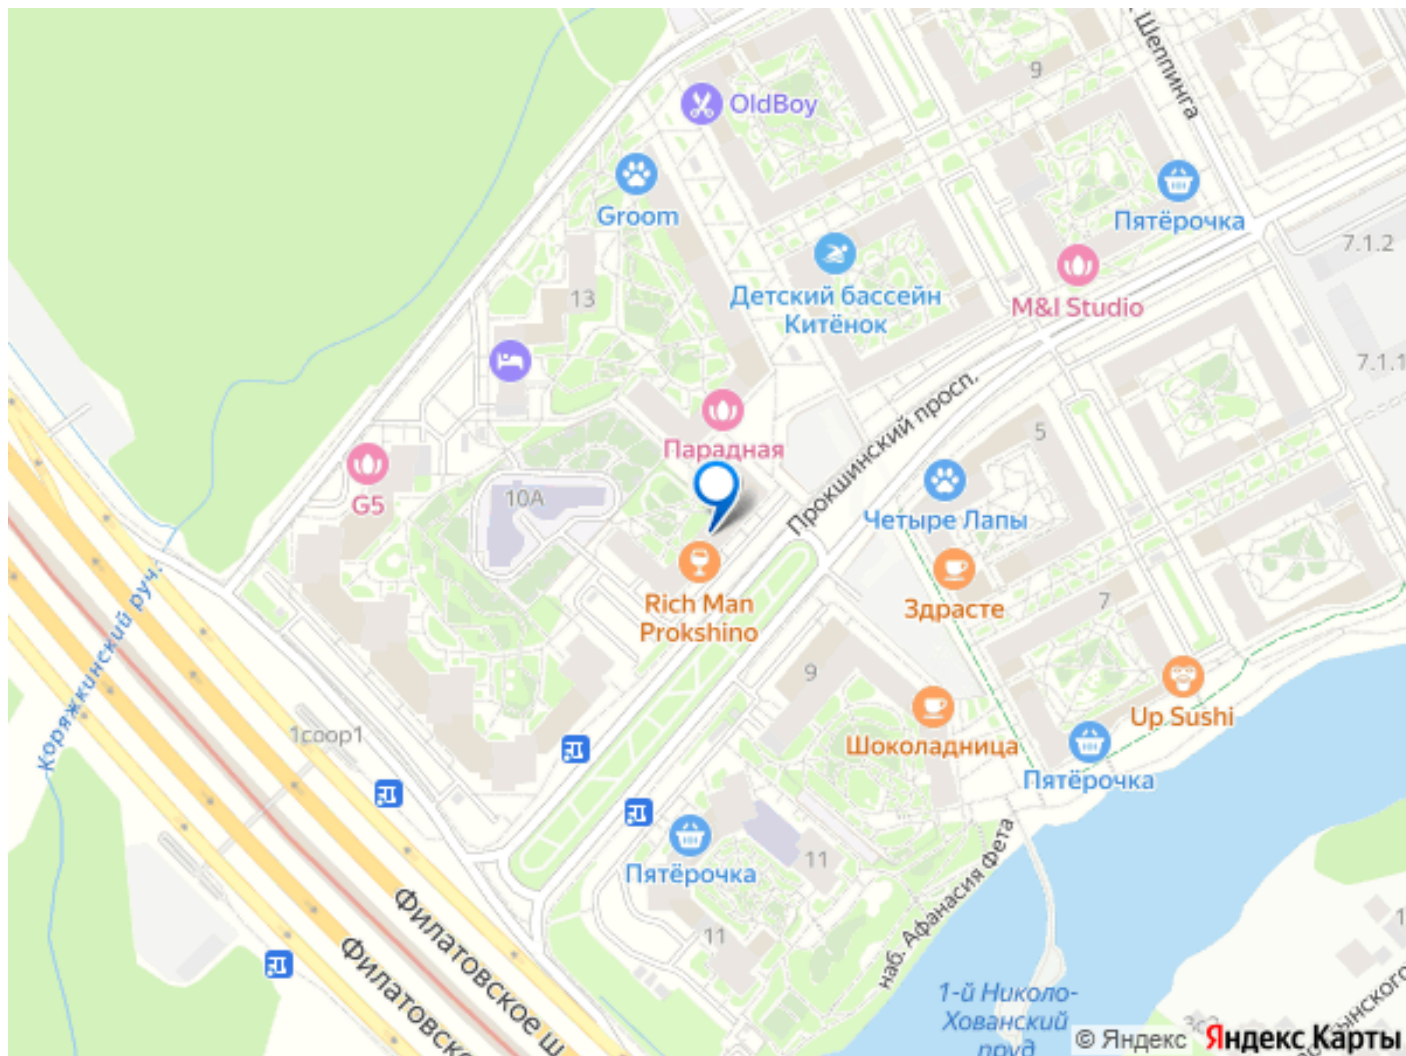 Шеппинга
9
OldBoy
Groom
Пятёрочка
7.1.2
13
Детский бассейн
Китёнок
M&I Studio
7.1.1
Прокшинский просп.
Парадная
5
G5
10А
Четыре Лапы
Rich Man
Prokshino
Здрасте
7
Коряжкинский руч.
9
Up Sushi
1соор1
Шоколадница
Пятёрочка
Пятёрочка
11
11
наб. Афанасия Фета
Филатовское ш.
Филатовское
1-й Николо-
Хованский
пруд
© Яндекс
Яндекс Карты